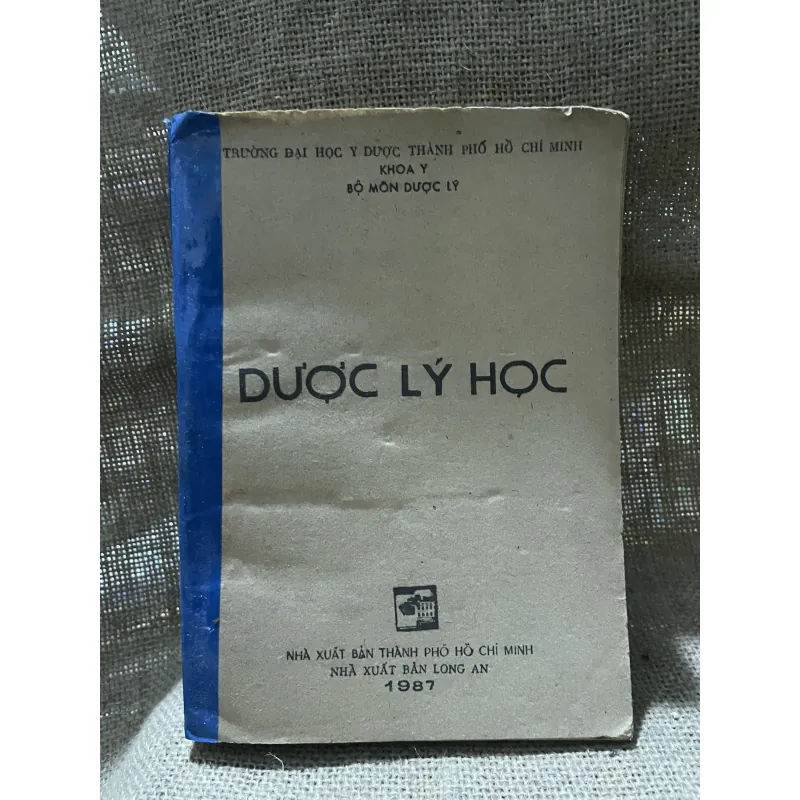 TRƯỜNG ĐẠI HỌC Y DƯỢC THÀNH PHỐ HỒ CHÍ MINH
KHOA Y
BỘ MÔN DƯỢC LÝ
DƯỢC LÝ HỌC
NHÀ XUẤT BẢN THÀNH PHỐ HỒ CHÍ MINH
NHÀ XUẤT BẢN LONG AN
1987